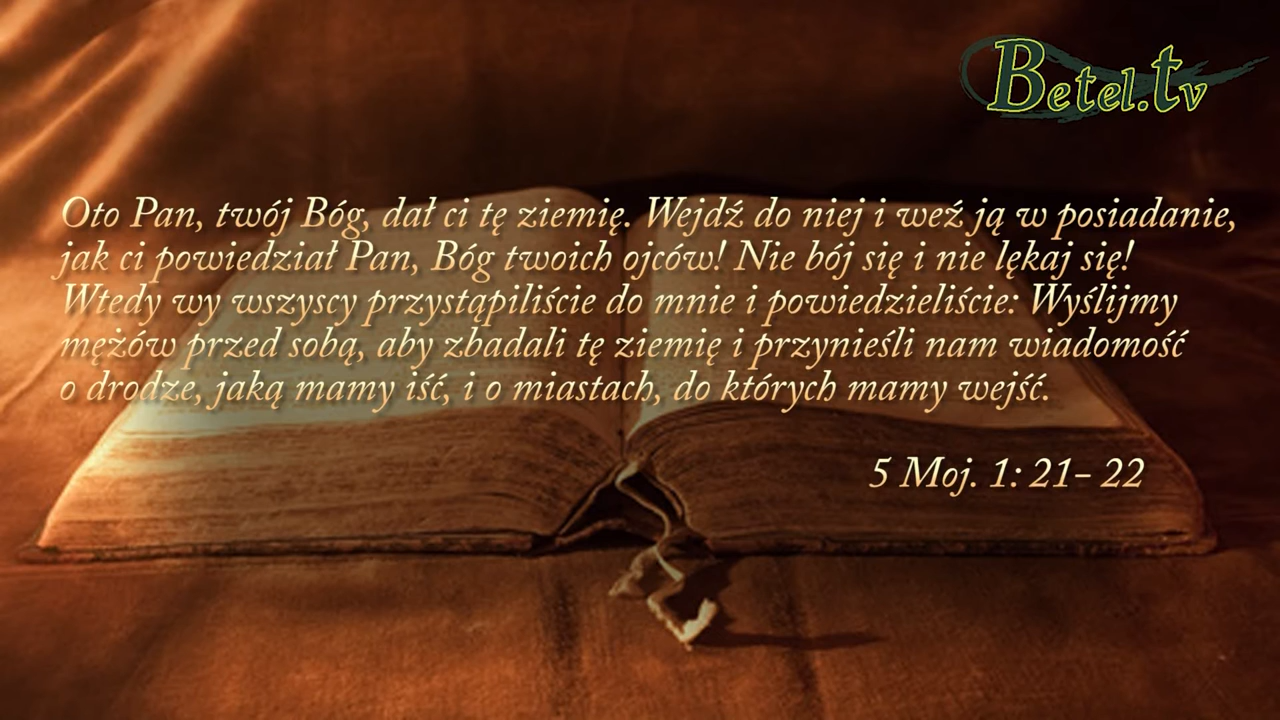 Betel.tv
Oto Pan, twój Bóg, dał ci tę ziemię. Wejdź do niej i weź ją w posiadanie,
jak ci powiedział Pan, Bóg twoich ojców! Nie bój się i nie lękaj się!
Wtedy wy wszyscy przystąpiliście do mnie i powiedzieliście: Wyślijmy
mężów przed sobą, aby zbadali tę ziemię i przynieśli nam wiadomość
o drodze, jaką mamy iść, i o miastach, do których mamy wejść.
5 Moj. 1: 21– 22